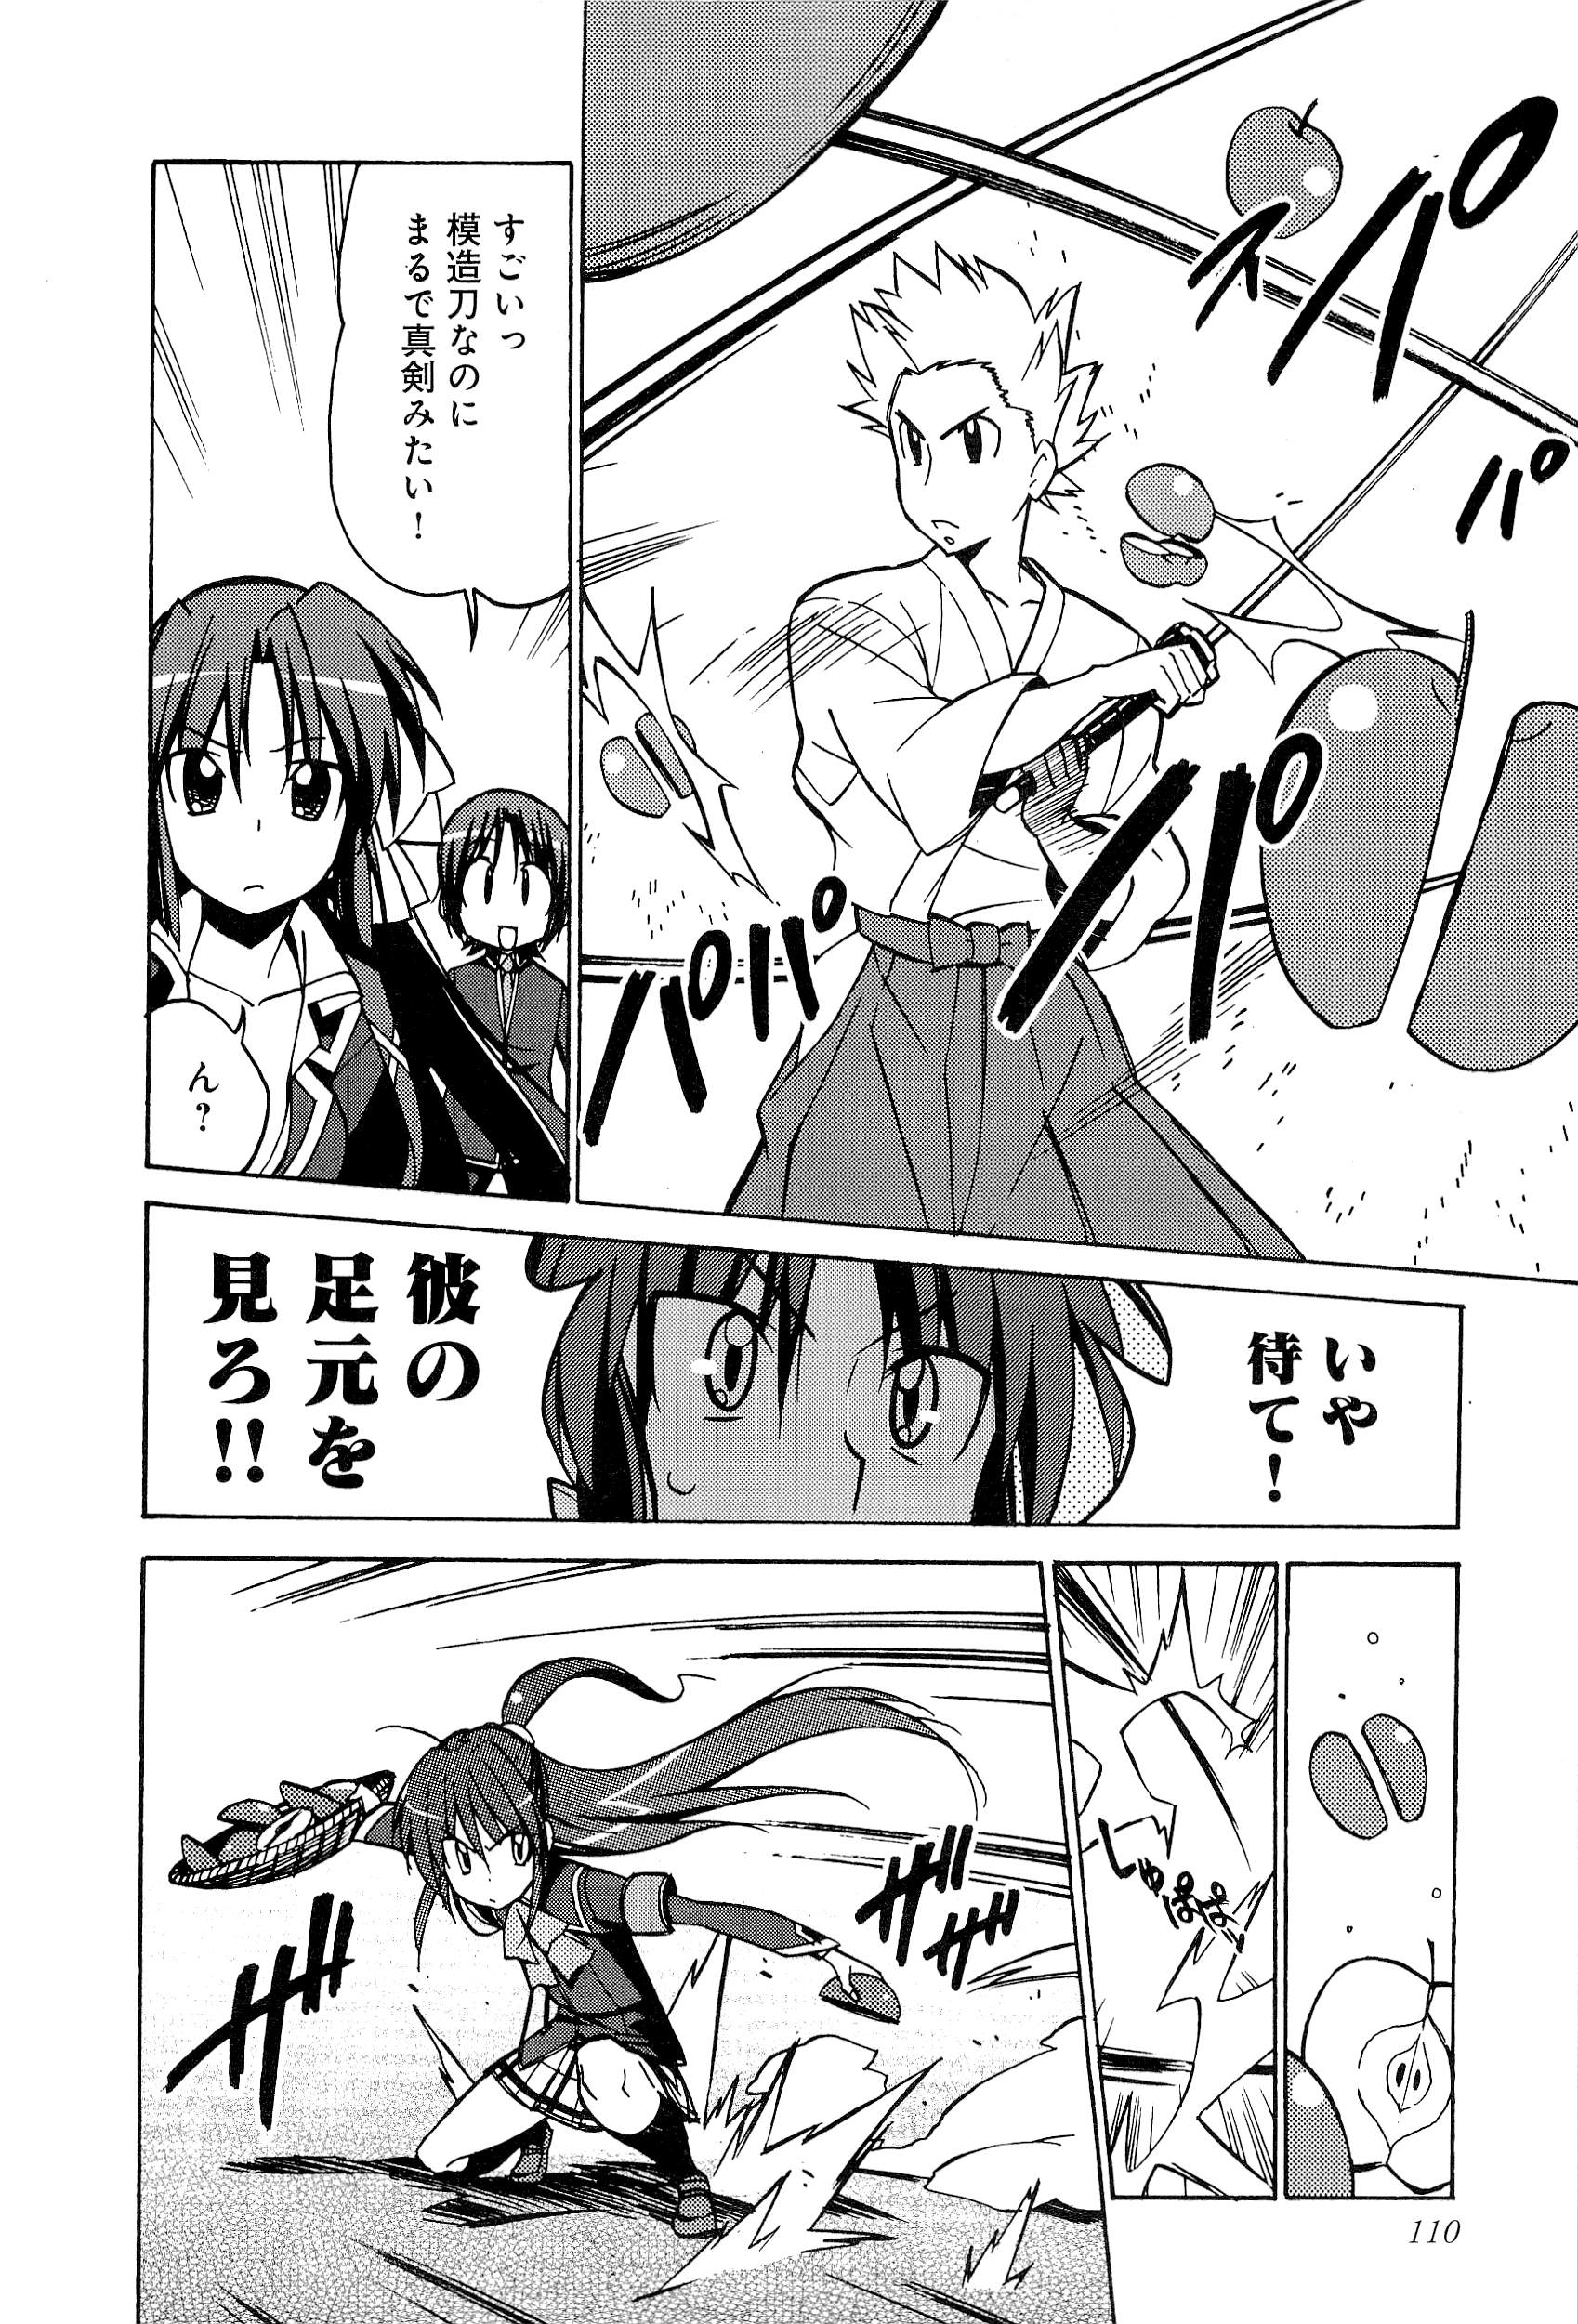 スパパ
パ
パパ
パパパ
すごいっ
模造刀なのに
まるで真剣みたい！
ん？
いや
待て！
彼の
足元を
見ろ!!
しゅぱぱ
ザザ
ザザ
110